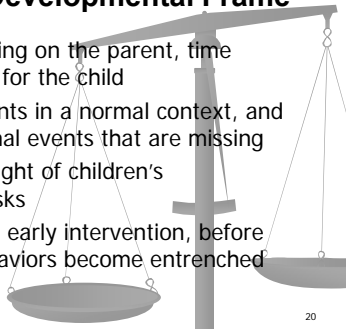 Developmental Frame
ing on the parent, time
for the child
nts in a normal context, and
nal events that are missing
ght of children's
sks
early intervention, before
aviors become entrenched
20